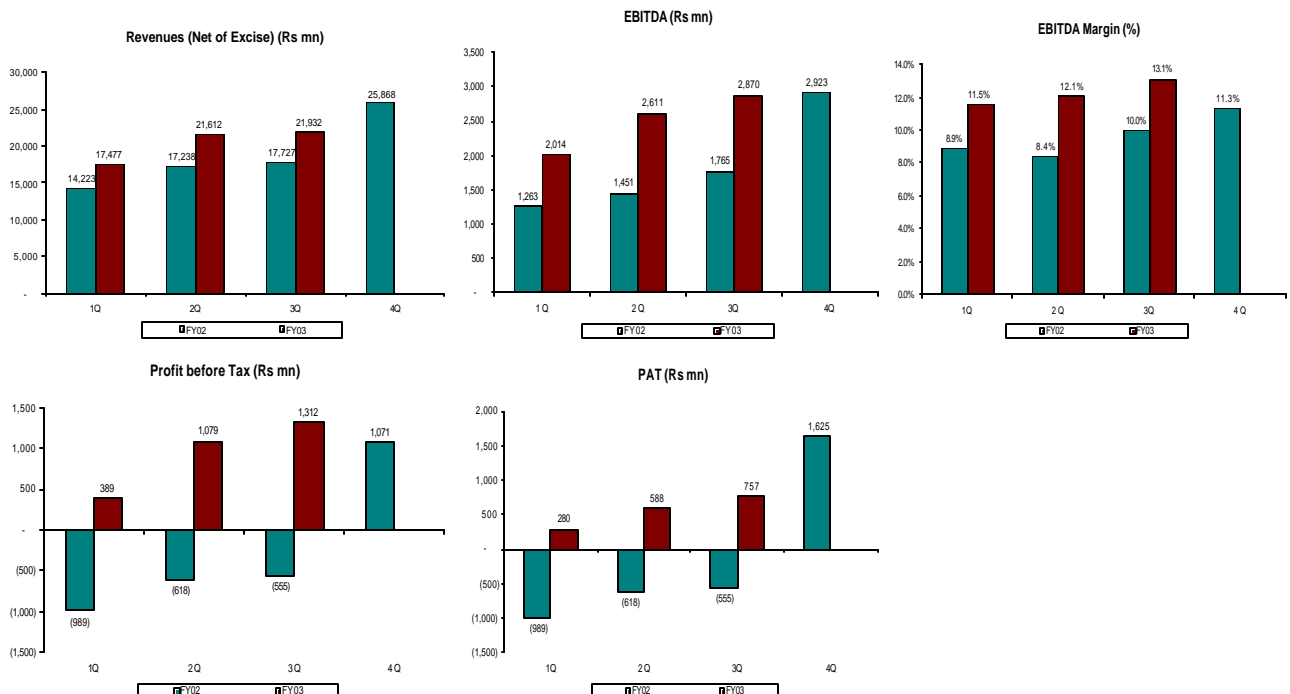 Revenues (Net of Excise) (Rs mn)
30,000
25,000
20,000
15,000
10,000
5,000
-
14,223
17,477
17,238
21,612
17,727
21,932
25,868
1Q
2Q
3Q
4Q
FY02
FY03
EBITDA (Rs mn)
3,500
3,000
2,500
2,000
1,500
1,000
500
-
1,263
2,014
1,451
2,611
1,765
2,870
2,923
1Q
2Q
3Q
4Q
FY02
FY03
EBITDA Margin (%)
14.0%
12.0%
10.0%
8.0%
6.0%
4.0%
2.0%
0.0%
8.9%
11.5%
8.4%
12.1%
10.0%
13.1%
11.3%
1Q
2Q
3Q
4Q
FY02
FY03
Profit before Tax (Rs mn)
1,500
1,000
500
-
(500)
(1,000)
(1,500)
(989)
389
(618)
1,079
(555)
1,312
1,071
1Q
2Q
3Q
4Q
FY02
FY03
PAT (Rs mn)
2,000
1,500
1,000
500
-
(500)
(1,000)
(1,500)
(989)
280
(618)
588
(555)
757
1,625
1Q
2Q
3Q
4Q
FY02
FY03